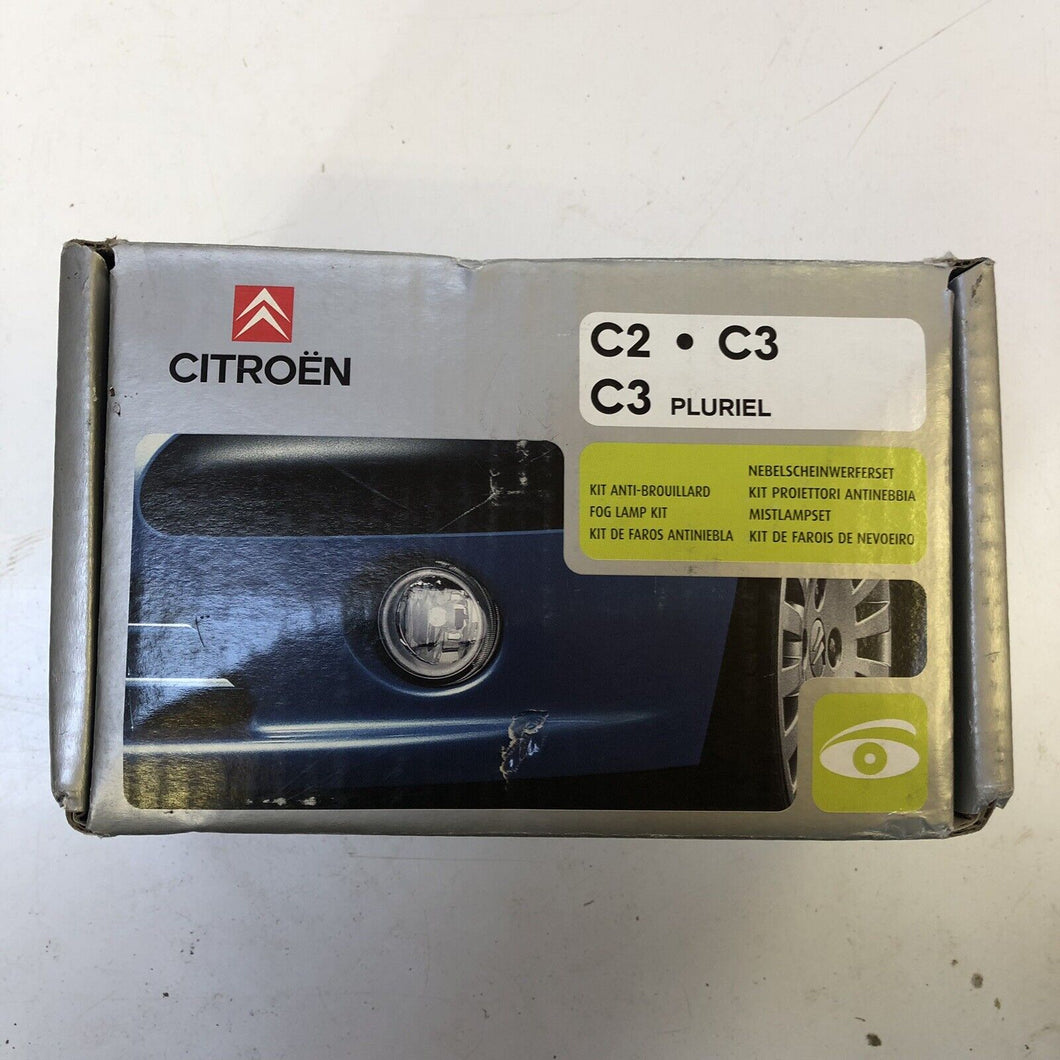 CITROËN
C2 • C3
C3 PLURIEL
KIT ANTI-BROUILLARD
FOG LAMP KIT
KIT DE FAROS ANTINIEBLA
NEBELSCHEINWERFERSET
KIT PROIETTORI ANTINEBBIA
MISTLAMPSET
KIT DE FAROIS DE NEVOEIRO